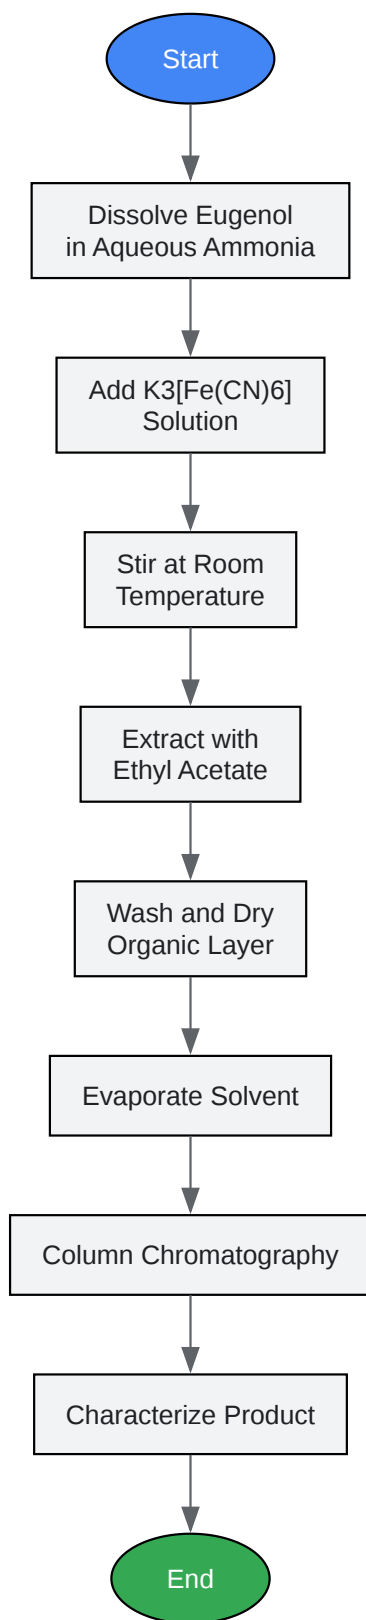 Start
Dissolve Eugenol
in Aqueous Ammonia
Add K3[Fe(CN)6]
Solution
Stir at Room
Temperature
Extract with
Ethyl Acetate
Wash and Dry
Organic Layer
Evaporate Solvent
Column Chromatography
Characterize Product
End